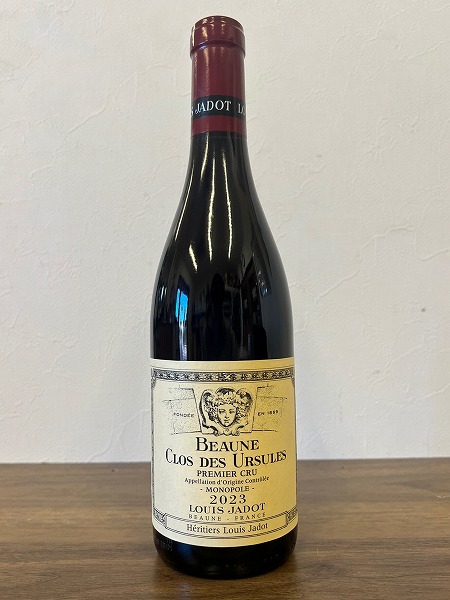 S JADOT LO
FONDÉE EN 1859
BEAUNE
CLOS DES URSULES
PREMIER CRU
Appellation d'Origine Contrôlée
- MONOPOLE -
2023
LOUIS JADOT
BEAUNE - FRANCE
Héritiers Louis Jadot